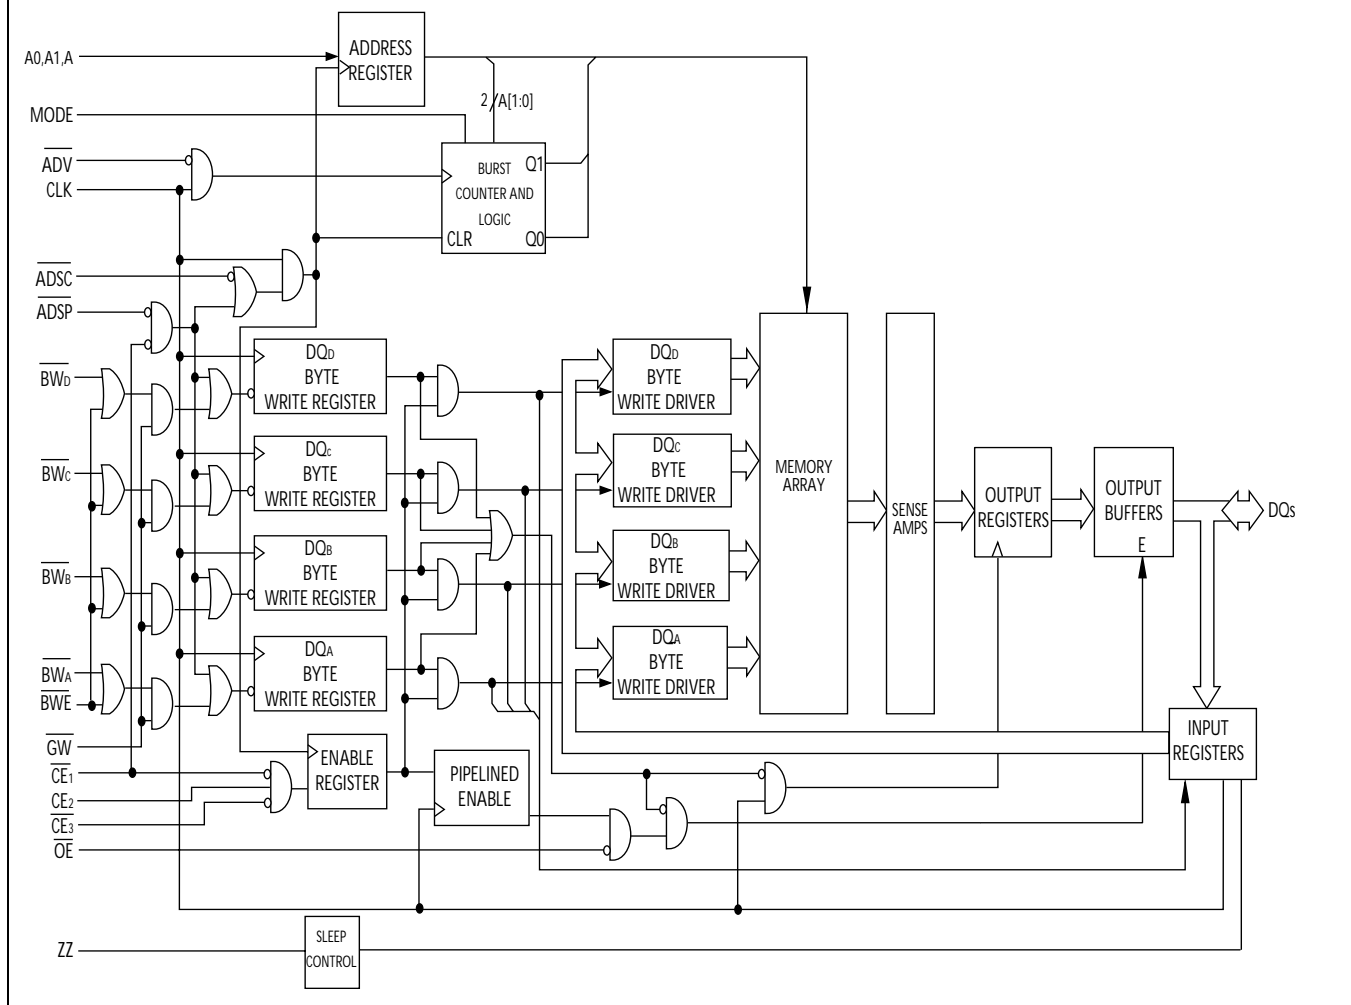 A0,A1,A
ADDRESS
REGISTER
MODE
2
A[1:0]
ADV
CLK
BURST
COUNTER AND
LOGIC
Q1
CLR
Q0
ADSC
ADSP
BWD
DQD
BYTE
WRITE REGISTER
DQD
BYTE
WRITE DRIVER
BWC
DQc
BYTE
WRITE REGISTER
DQC
BYTE
WRITE DRIVER
MEMORY
ARRAY
SENSE
AMPS
OUTPUT
REGISTERS
OUTPUT
BUFFERS
E
DQs
BWB
DQB
BYTE
WRITE REGISTER
DQB
BYTE
WRITE DRIVER
BWA
BWE
DQA
BYTE
WRITE REGISTER
DQA
BYTE
WRITE DRIVER
INPUT
REGISTERS
GW
CE1
CE2
CE3
OE
ENABLE
REGISTER
PIPELINED
ENABLE
ZZ
SLEEP
CONTROL